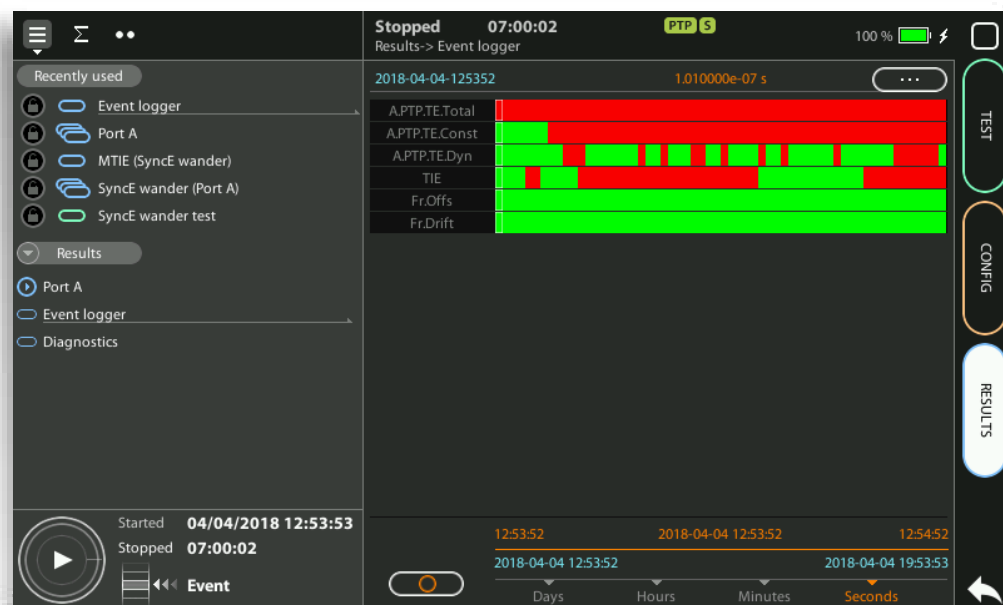 Σ
Stopped 07:00:02
PTP S
Results-> Event logger
100 %
Recently used
Event logger
Port A
MTIE (SyncE wander)
SyncE wander (Port A)
SyncE wander test
Results
Port A
Event logger
Diagnostics
Started 04/04/2018 12:53:53
Stopped 07:00:02
Event
2018-04-04-125352 1.010000e-07 s ...
A.PTP.TE.Total
A.PTP.TE.Const
A.PTP.TE.Dyn
TIE
Fr.Offs
Fr.Drift
12:53:52 2018-04-04 12:53:52 12:54:52
2018-04-04 12:53:52 2018-04-04 19:53:53
Days Hours Minutes Seconds
TEST
CONFIG
RESULTS